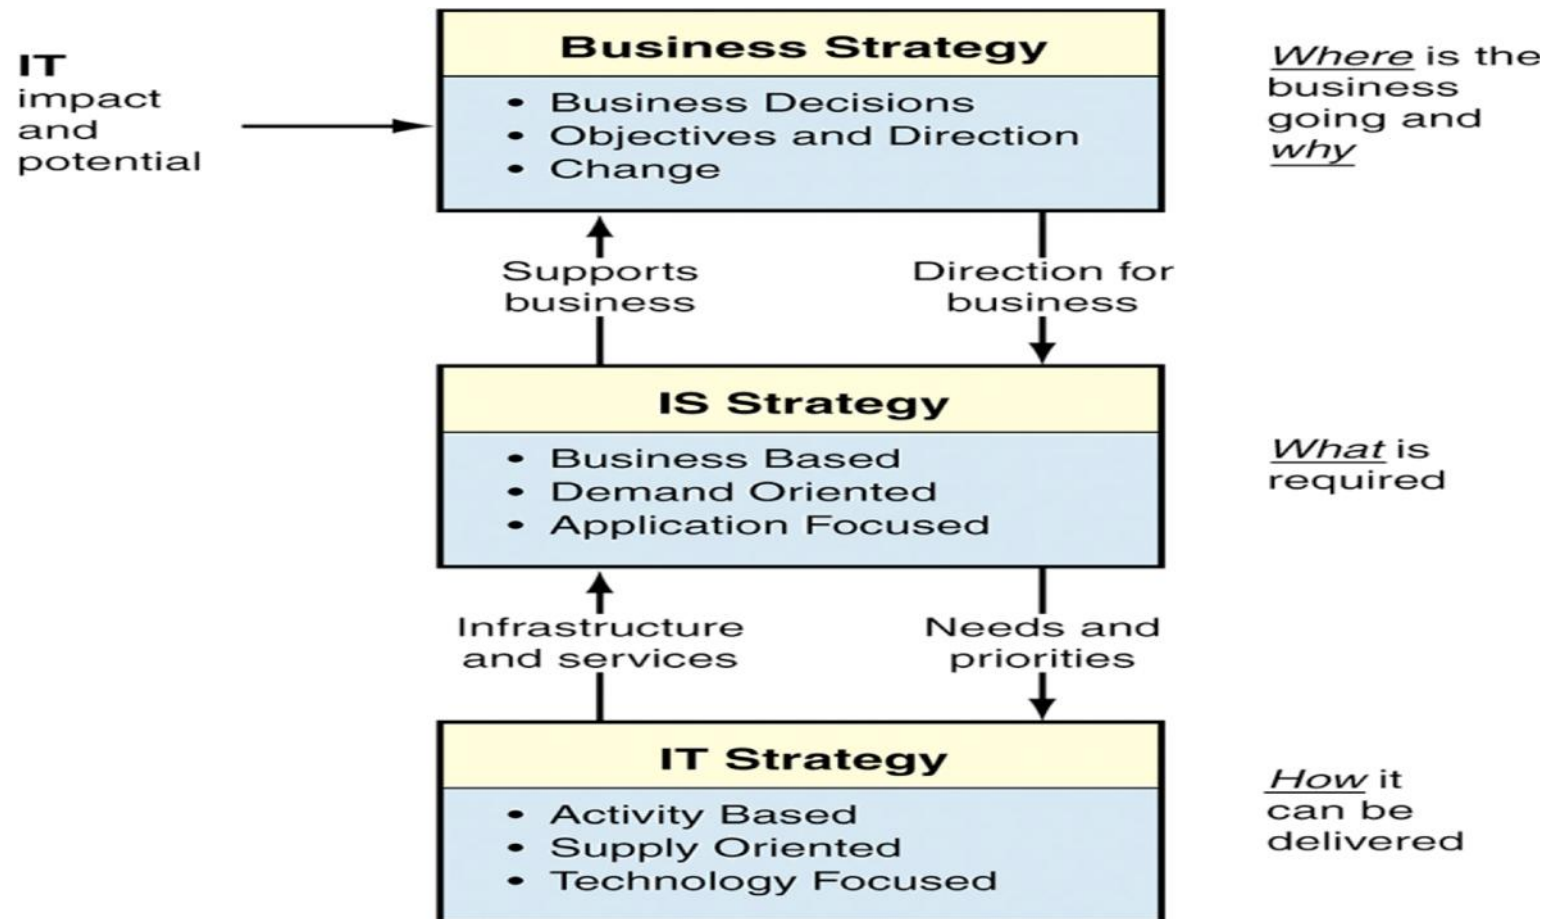 IT
impact
and
potential
Business Strategy
• Business Decisions
• Objectives and Direction
• Change
Where is the
business
going and
why
Supports
business
Direction for
business
IS Strategy
• Business Based
• Demand Oriented
• Application Focused
What is
required
Infrastructure
and services
Needs and
priorities
IT Strategy
• Activity Based
• Supply Oriented
• Technology Focused
How it
can be
delivered